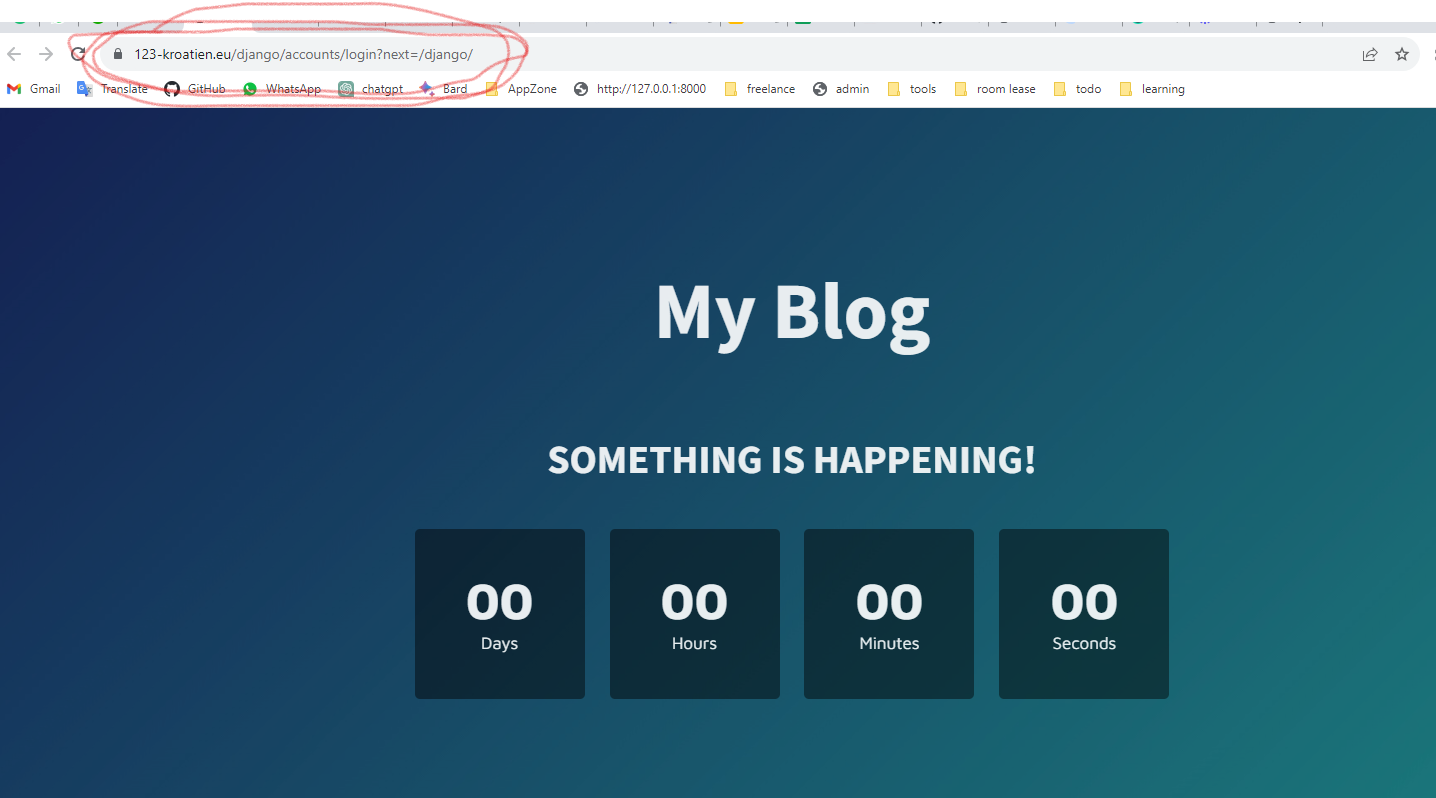 123-kroatien.eu/django/accounts/login?next=/django/
Gmail Translate GitHub WhatsApp chatgpt Bard AppZone http://127.0.0.1:8000 freelance admin tools room lease todo learning
My Blog
SOMETHING IS HAPPENING!
00 00 00 00
Days Hours Minutes Seconds